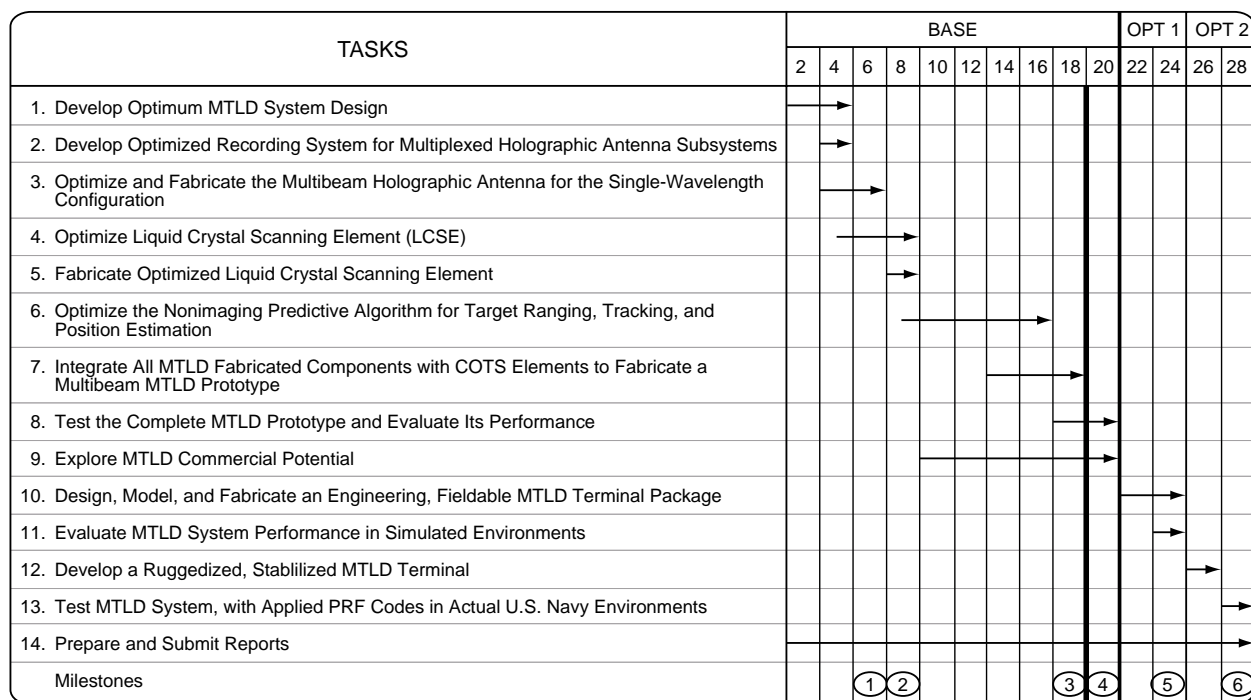 TASKS
BASE
OPT 1
OPT 2
2 4 6 8 10 12 14 16 18 20 22 24 26 28
1. Develop Optimum MTLD System Design
2. Develop Optimized Recording System for Multiplexed Holographic Antenna Subsystems
3. Optimize and Fabricate the Multibeam Holographic Antenna for the Single-Wavelength
Configuration
4. Optimize Liquid Crystal Scanning Element (LCSE)
5. Fabricate Optimized Liquid Crystal Scanning Element
6. Optimize the Nonimaging Predictive Algorithm for Target Ranging, Tracking, and
Position Estimation
7. Integrate All MTLD Fabricated Components with COTS Elements to Fabricate a
Multibeam MTLD Prototype
8. Test the Complete MTLD Prototype and Evaluate Its Performance
9. Explore MTLD Commercial Potential
10. Design, Model, and Fabricate an Engineering, Fieldable MTLD Terminal Package
11. Evaluate MTLD System Performance in Simulated Environments
12. Develop a Ruggedized, Stablilized MTLD Terminal
13. Test MTLD System, with Applied PRF Codes in Actual U.S. Navy Environments
14. Prepare and Submit Reports
Milestones 1 2 3 4 5 6